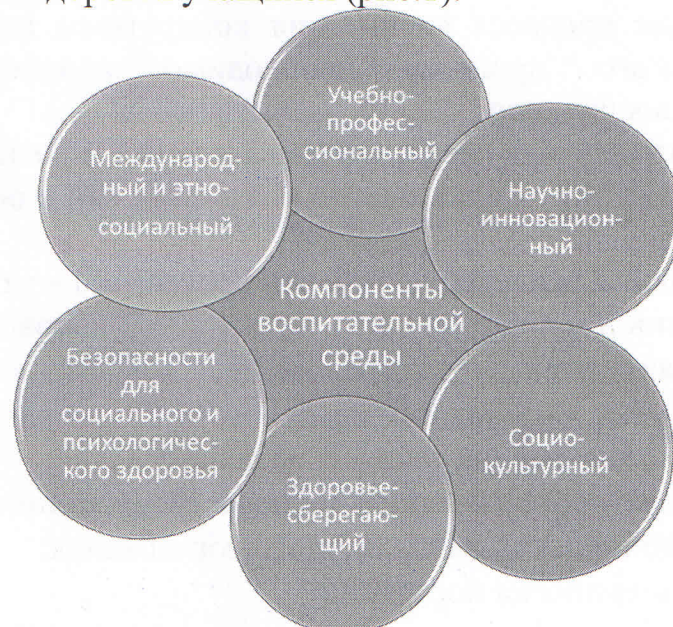 Учебно-
профес-
сиональный
Научно-
инновацион-
ный
Социо-
культурный
Здоровье-
сберегаю-
щий
Безопасности
для
социального и
психологичес-
кого здоровья
Международ-
ный и этно-
социальный
Компоненты
воспитательной
среды